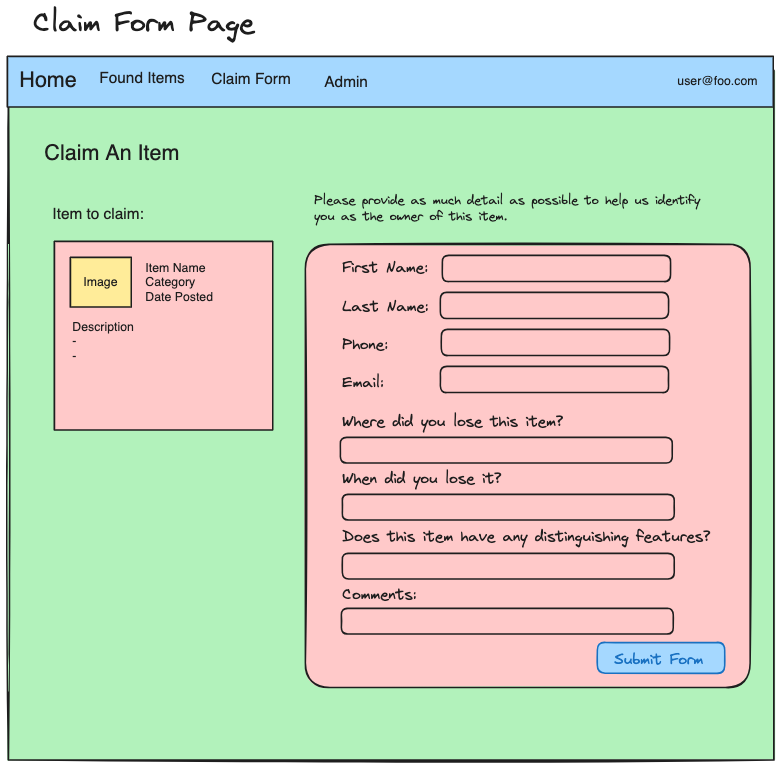 Claim Form Page
Home Found Items Claim Form Admin user@foo.com
Claim An Item
Item to claim:
Image
Item Name
Category
Date Posted
Description
-
-
Please provide as much detail as possible to help us identify
you as the owner of this item.
First Name:
Last Name:
Phone:
Email:
Where did you lose this item?
When did you lose it?
Does this item have any distinguishing features?
Comments:
Submit Form